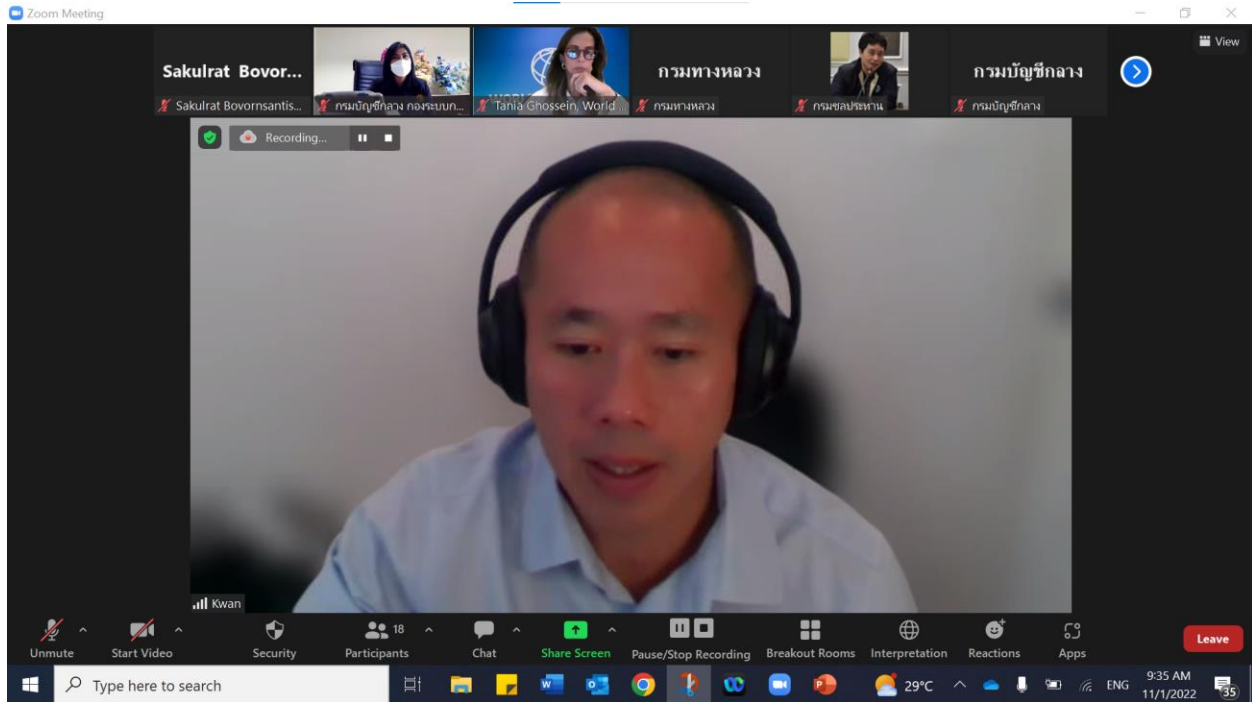 Zoom Meeting
View
Sakulrat Bovor...
กรมทางหลวง
กรมบัญชีกลาง
Sakulrat Bovornsantis...
กรมบัญชีกลาง กองระบบก...
Tania Ghossein, World ...
กรมทางหลวง
กรมชลประทาน
กรมบัญชีกลาง
Recording...
Kwan
18
Unmute
Start Video
Security
Participants
Chat
Share Screen
Pause/Stop Recording
Breakout Rooms
Interpretation
Reactions
Apps
Leave
Type here to search
29°C
ENG
9:35 AM
11/1/2022
35